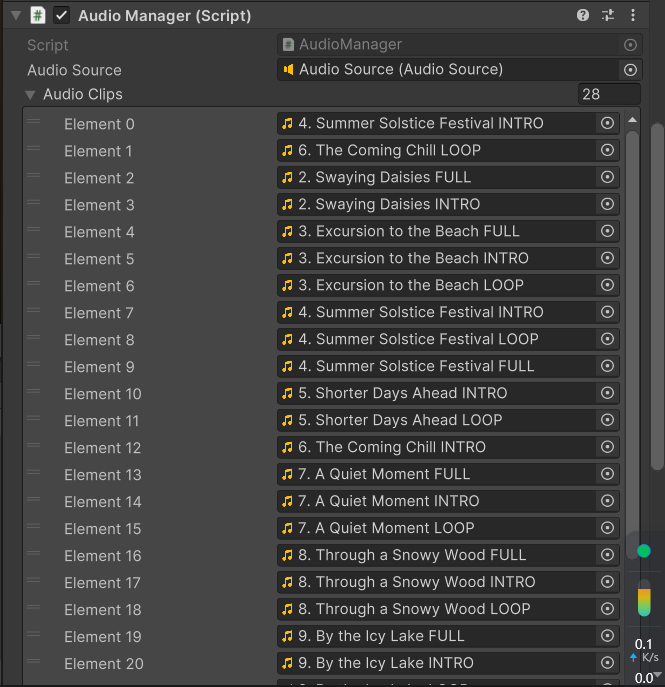 Audio Manager (Script)
Script AudioManager
Audio Source Audio Source (Audio Source)
Audio Clips 28
Element 0 4. Summer Solstice Festival INTRO
Element 1 6. The Coming Chill LOOP
Element 2 2. Swaying Daisies FULL
Element 3 2. Swaying Daisies INTRO
Element 4 3. Excursion to the Beach FULL
Element 5 3. Excursion to the Beach INTRO
Element 6 3. Excursion to the Beach LOOP
Element 7 4. Summer Solstice Festival INTRO
Element 8 4. Summer Solstice Festival LOOP
Element 9 4. Summer Solstice Festival FULL
Element 10 5. Shorter Days Ahead INTRO
Element 11 5. Shorter Days Ahead LOOP
Element 12 6. The Coming Chill INTRO
Element 13 7. A Quiet Moment FULL
Element 14 7. A Quiet Moment INTRO
Element 15 7. A Quiet Moment LOOP
Element 16 8. Through a Snowy Wood FULL
Element 17 8. Through a Snowy Wood INTRO
Element 18 8. Through a Snowy Wood LOOP
Element 19 9. By the Icy Lake FULL
Element 20 9. By the Icy Lake INTRO
0.1
K/s
0.0